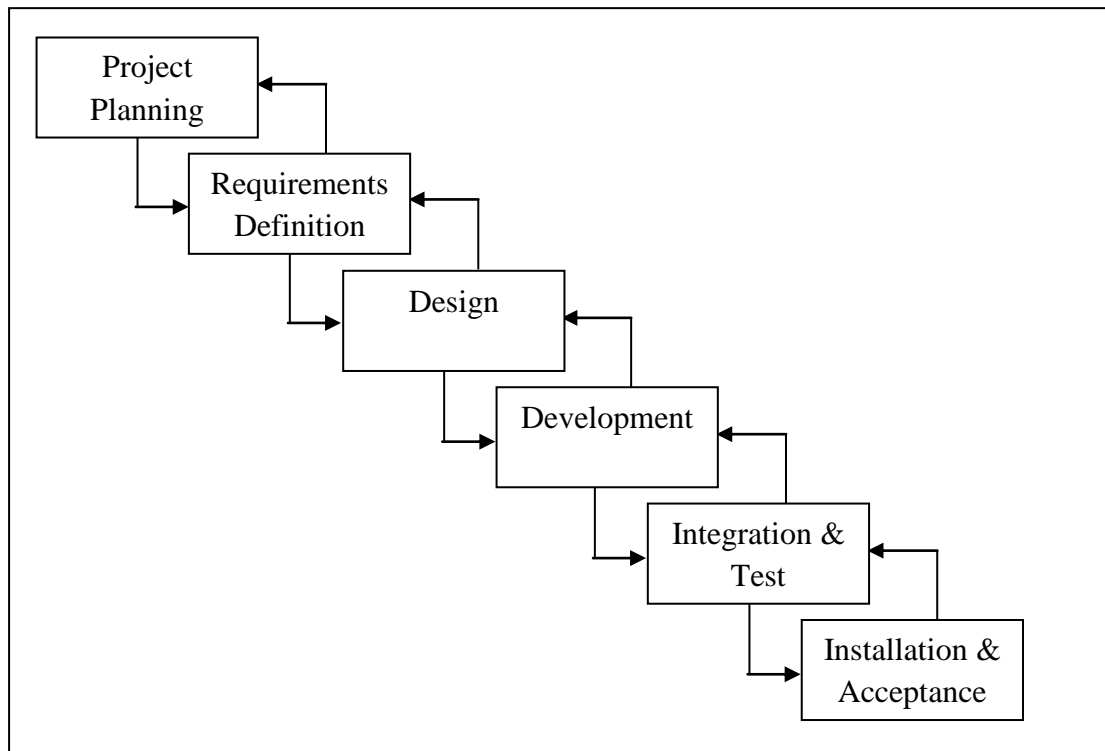 Project
Planning
Requirements
Definition
Design
Development
Integration &
Test
Installation &
Acceptance